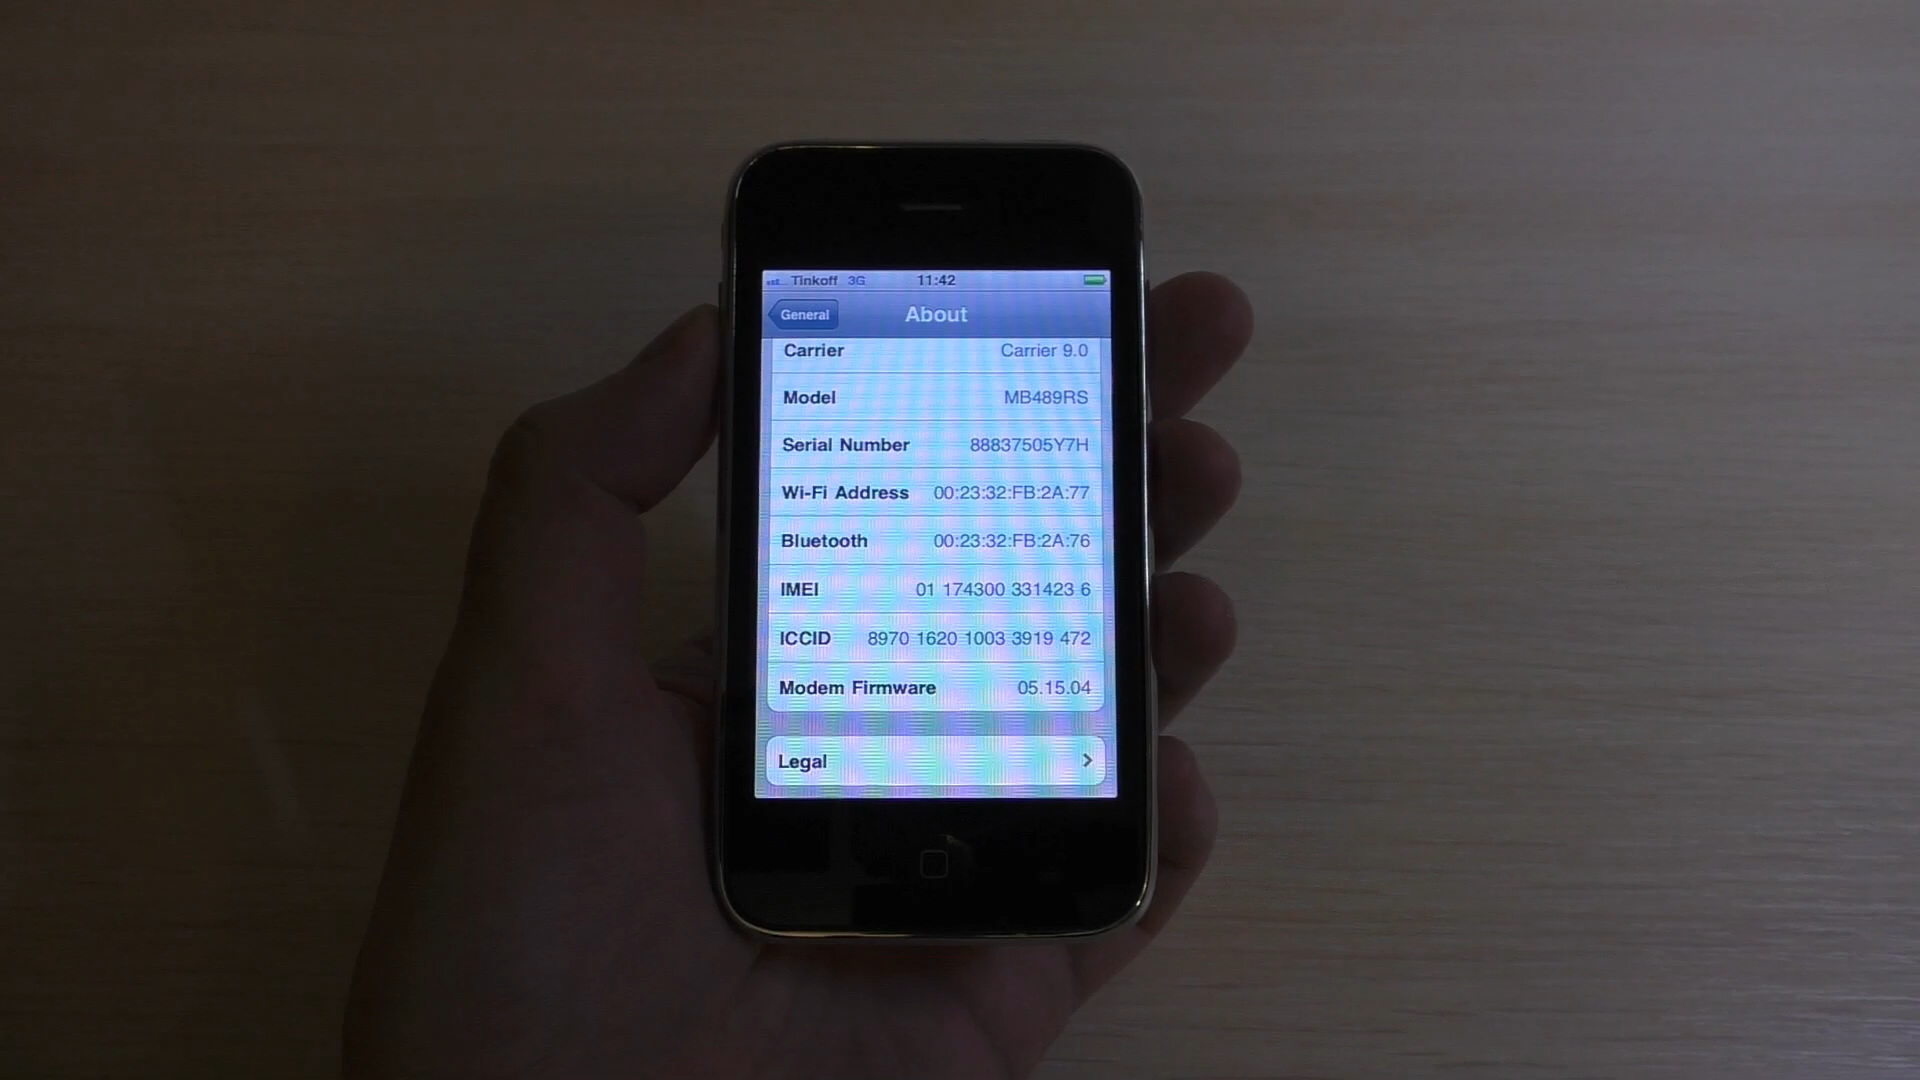 Tinkoff 3G 11:42
General About
Carrier Carrier 9.0
Model MB489RS
Serial Number 88837505Y7H
Wi-Fi Address 00:23:32:FB:2A:77
Bluetooth 00:23:32:FB:2A:76
IMEI 01 174300 331423 6
ICCID 8970 1620 1003 3919 472
Modem Firmware 05.15.04
Legal